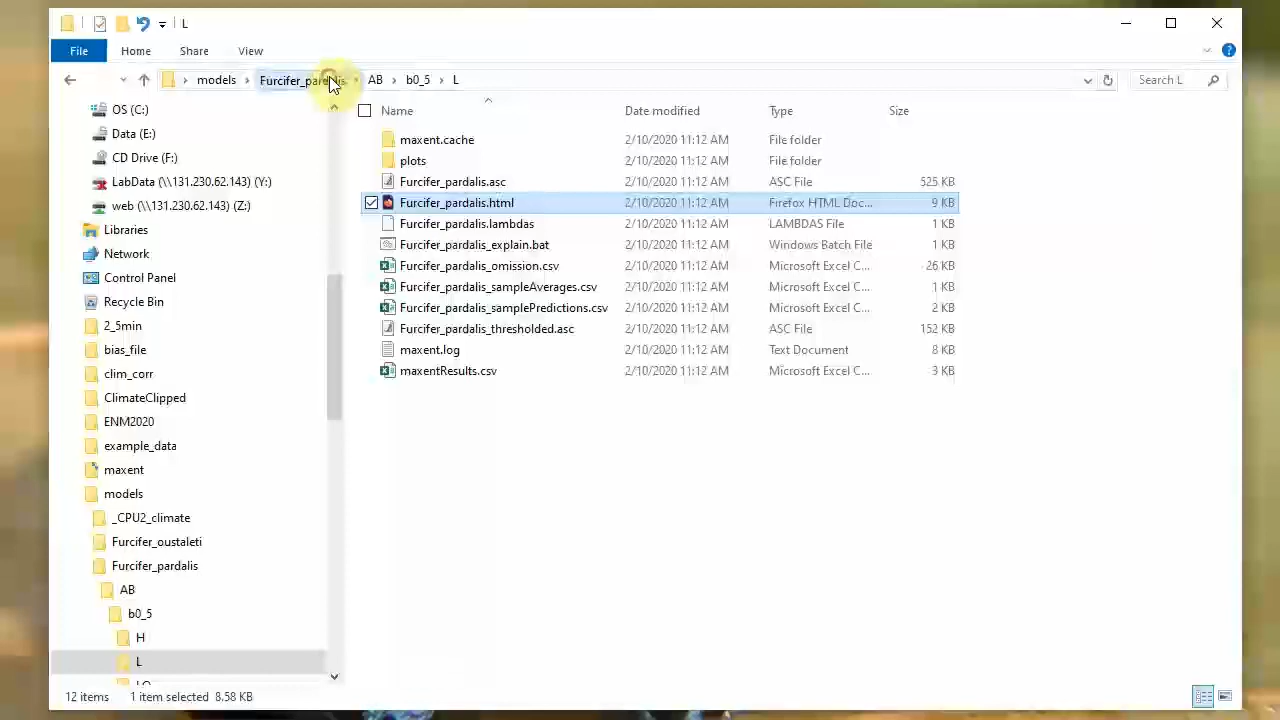 L
File Home Share View
models > Furcifer_pardalis > AB > b0_5 > L
Search L
OS (C:)
Data (E:)
CD Drive (F:)
LabData (\\131.230.62.143) (Y:)
web (\\131.230.62.143) (Z:)
Libraries
Network
Control Panel
Recycle Bin
2_5min
bias_file
clim_corr
ClimateClipped
ENM2020
example_data
maxent
models
_CPU2_climate
Furcifer_oustaleti
Furcifer_pardalis
AB
b0_5
H
L
Name Date modified Type Size
maxent.cache 2/10/2020 11:12 AM File folder
plots 2/10/2020 11:12 AM File folder
Furcifer_pardalis.asc 2/10/2020 11:12 AM ASC File 525 KB
Furcifer_pardalis.html 2/10/2020 11:12 AM Firefox HTML Doc... 9 KB
Furcifer_pardalis.lambdas 2/10/2020 11:12 AM LAMBDAS File 1 KB
Furcifer_pardalis_explain.bat 2/10/2020 11:12 AM Windows Batch File 1 KB
Furcifer_pardalis_omission.csv 2/10/2020 11:12 AM Microsoft Excel C... 26 KB
Furcifer_pardalis_sampleAverages.csv 2/10/2020 11:12 AM Microsoft Excel C... 1 KB
Furcifer_pardalis_samplePredictions.csv 2/10/2020 11:12 AM Microsoft Excel C... 2 KB
Furcifer_pardalis_thresholded.asc 2/10/2020 11:12 AM ASC File 152 KB
maxent.log 2/10/2020 11:12 AM Text Document 8 KB
maxentResults.csv 2/10/2020 11:12 AM Microsoft Excel C... 3 KB
12 items 1 item selected 8.58 KB